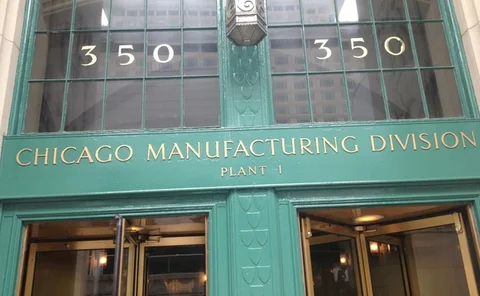 350 350
CHICAGO MANUFACTURING DIVISION
PLANT 1